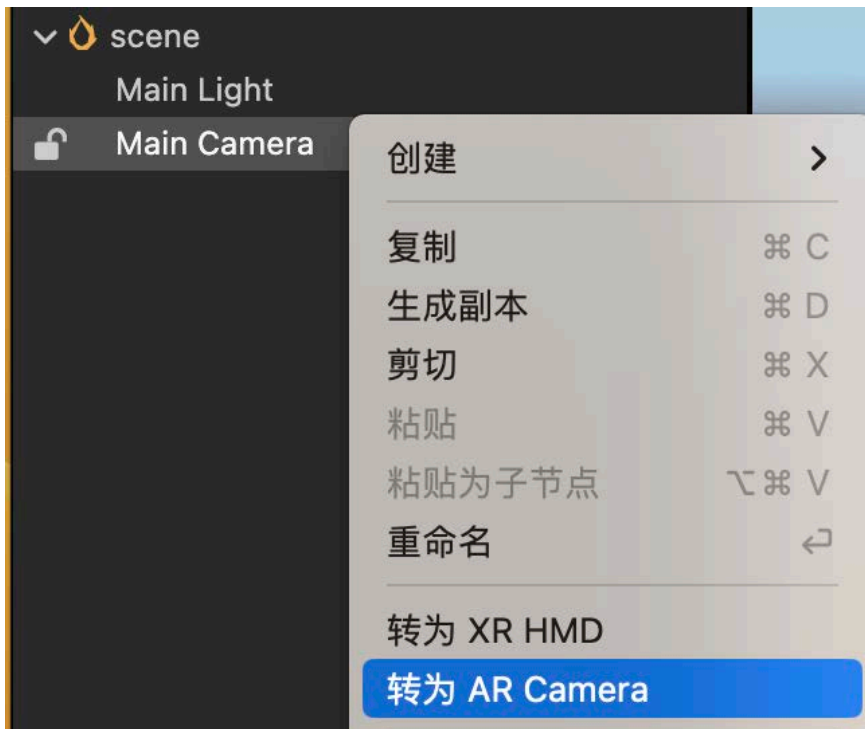 scene
Main Light
Main Camera
创建
复制 ⌘ C
生成副本 ⌘ D
剪切 ⌘ X
粘贴 ⌘ V
粘贴为子节点 ⌥⌘ V
重命名
转为 XR HMD
转为 AR Camera